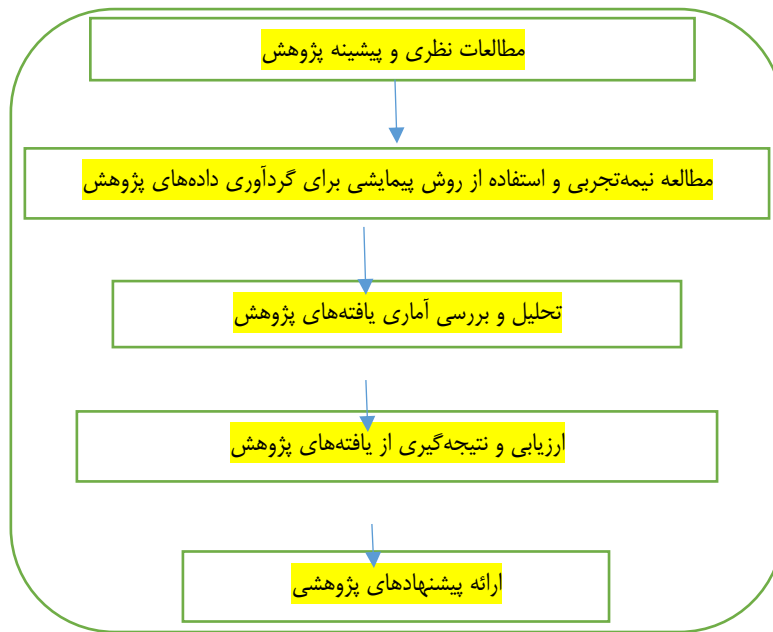 مطالعات نظری و پیشینه پژوهش
مطالعه نیمه‌تجربی و استفاده از روش پیمایشی برای گردآوری داده‌های پژوهش
تحلیل و بررسی آماری یافته‌های پژوهش
ارزیابی و نتیجه‌گیری از یافته‌های پژوهش
ارائه پیشنهادهای پژوهشی